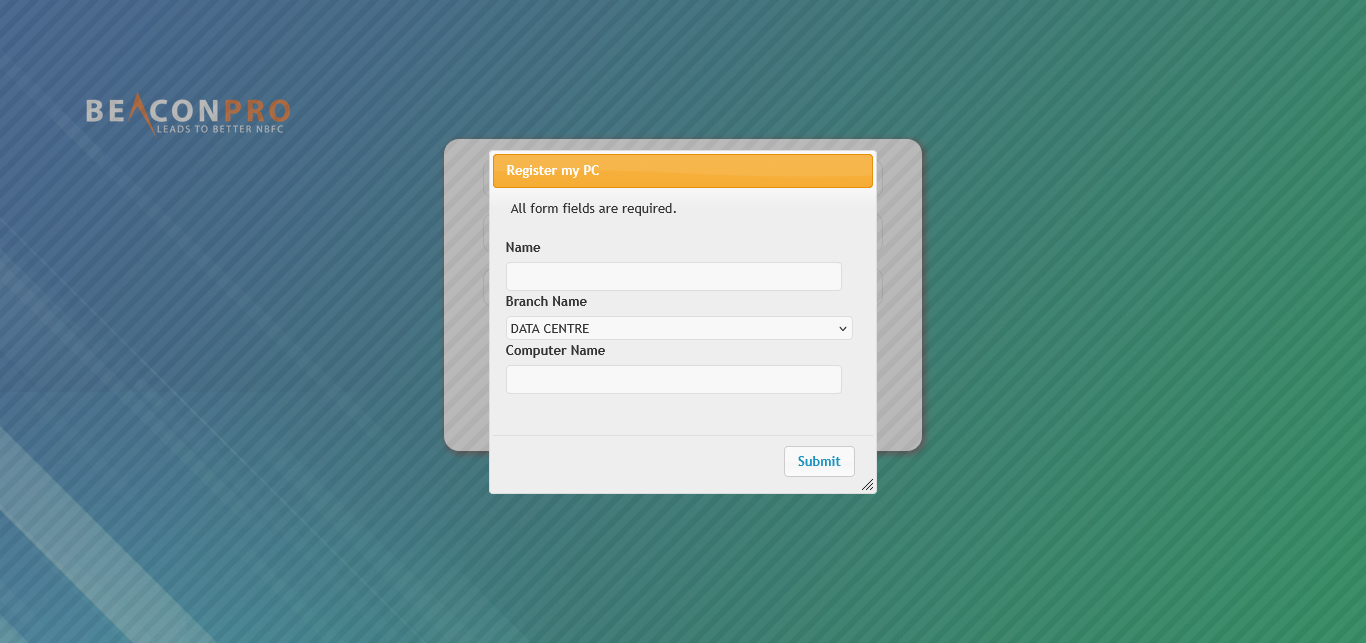 BEACONPRO
LEADS TO BETTER NBFC
Register my PC
All form fields are required.
Name
Branch Name
DATA CENTRE
Computer Name
Submit